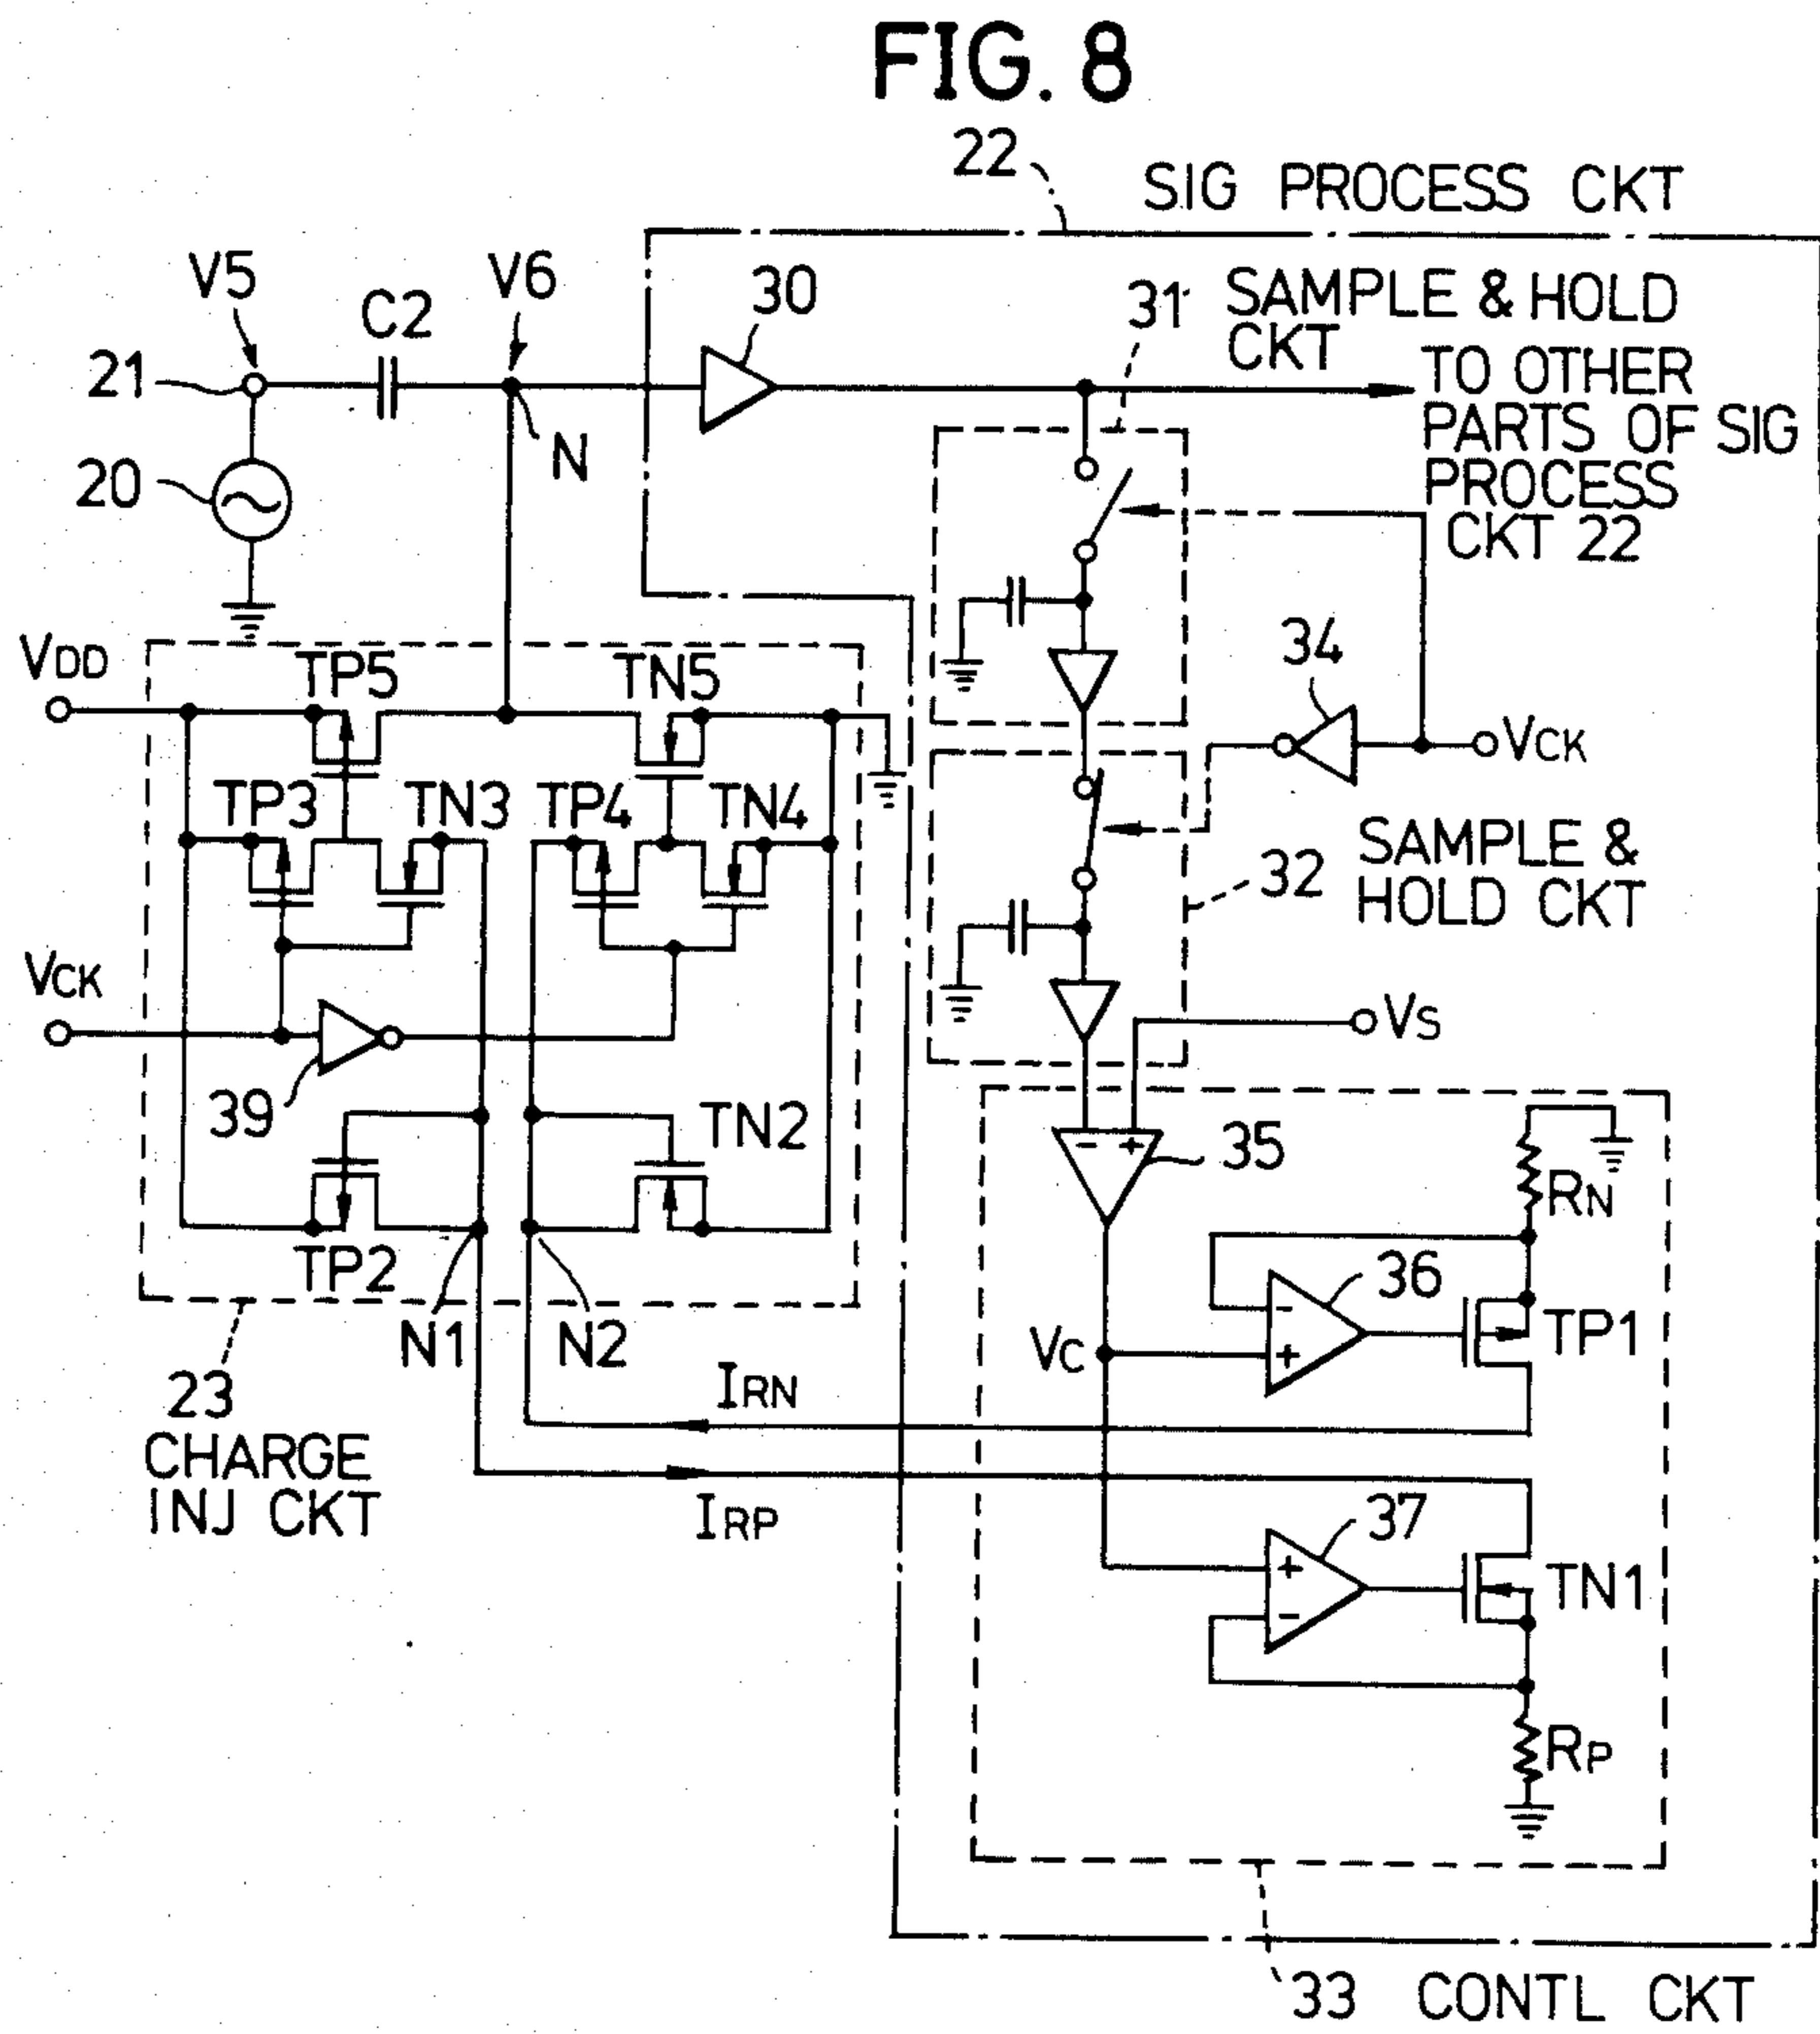 FIG. 8
22
SIG PROCESS CKT
V5
C2
V6
30
31
SAMPLE & HOLD
CKT
21
TO OTHER
PARTS OF SIG
PROCESS
CKT 22
N
20
34
VDD
TP5
TN5
VCK
TP3
TN3
TP4
TN4
32
SAMPLE &
HOLD CKT
VCK
VS
39
TN2
- +
35
RN
TP2
36
-
+
TP1
N1
N2
VC
23
CHARGE
INJ CKT
IRN
IRP
37
+
-
TN1
RP
33 CONTL CKT